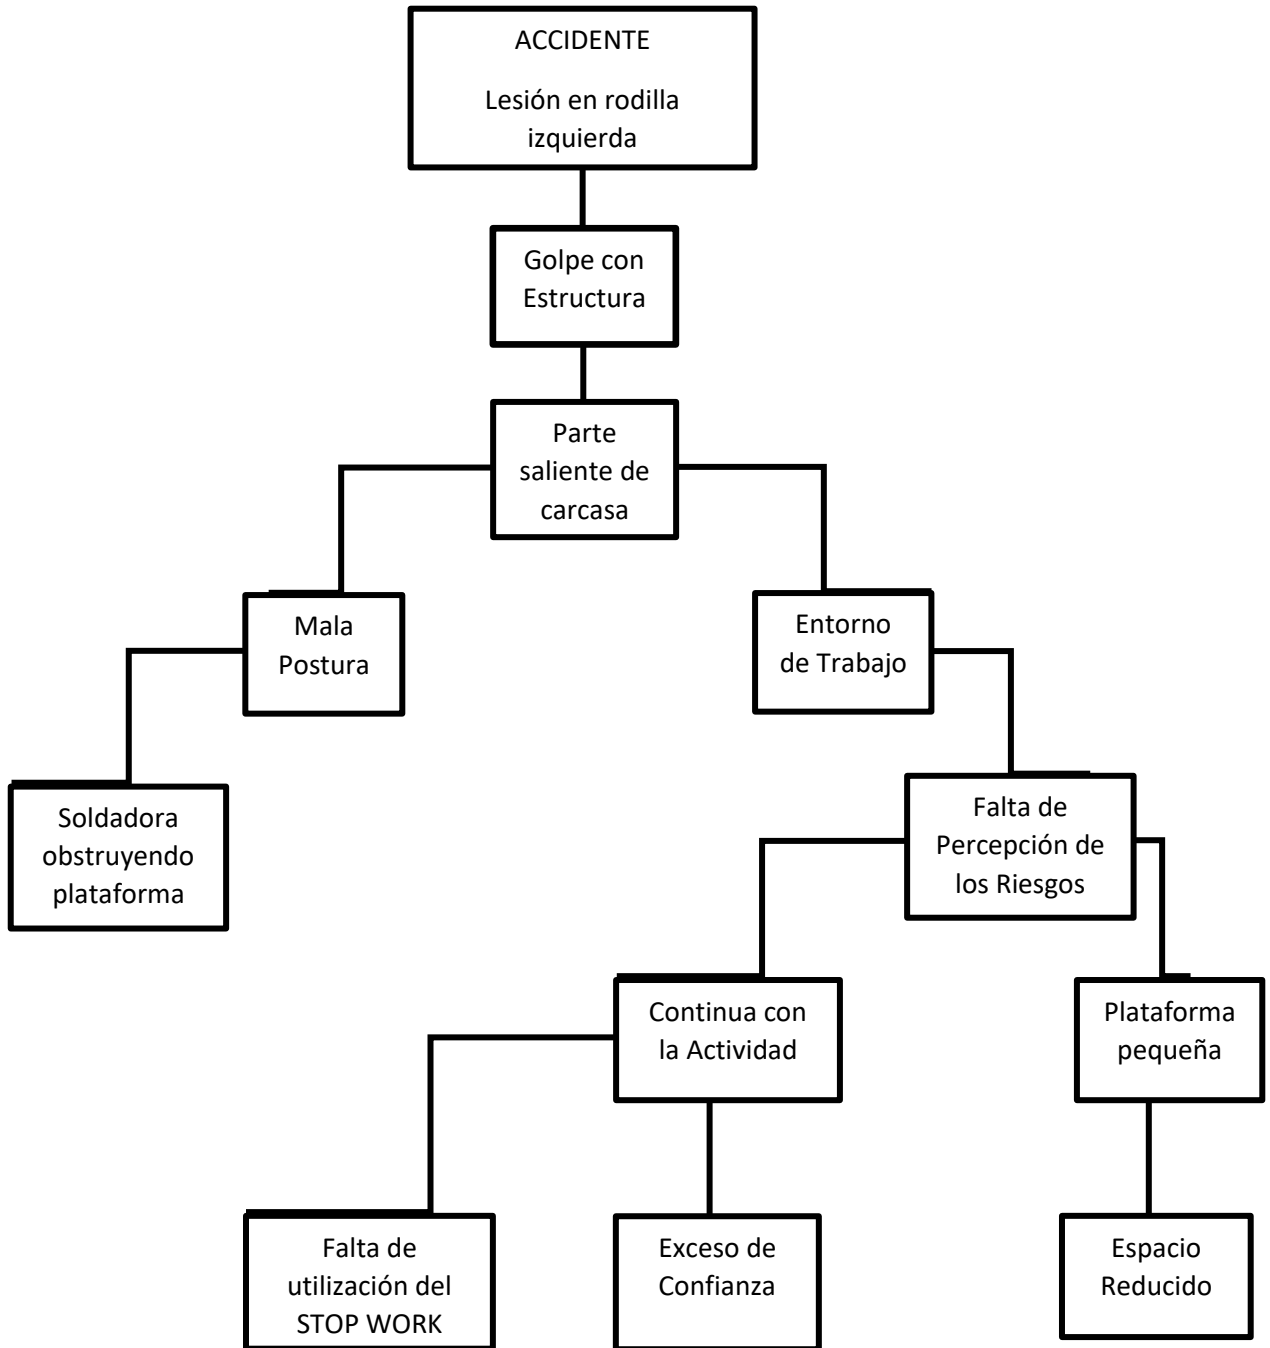 ACCIDENTE
Lesión en rodilla
izquierda
Golpe con
Estructura
Parte
saliente de
carcasa
Mala
Postura
Entorno
de Trabajo
Soldadora
obstruyendo
plataforma
Falta de
Percepción de
los Riesgos
Continua con
la Actividad
Plataforma
pequeña
Falta de
utilización del
STOP WORK
Exceso de
Confianza
Espacio
Reducido